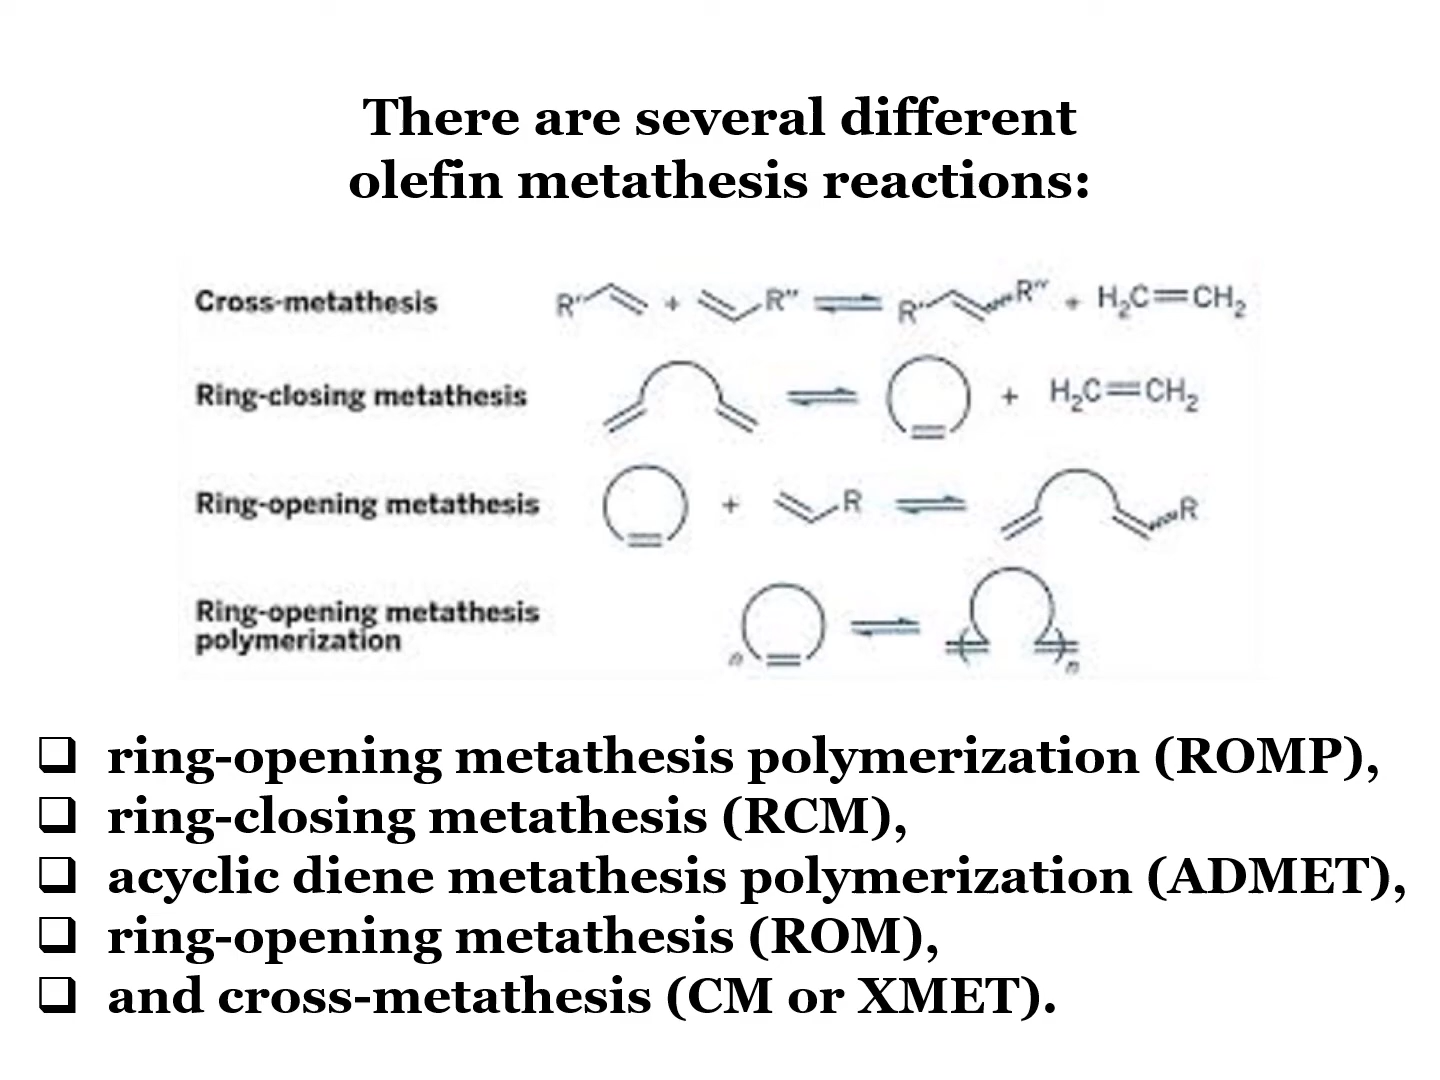 There are several different
olefin metathesis reactions:
Cross-metathesis R' + R" R' R" + H₂C=CH₂
Ring-closing metathesis + H₂C=CH₂
Ring-opening metathesis + R R
Ring-opening metathesis
polymerization n n
❑ ring-opening metathesis polymerization (ROMP),
❑ ring-closing metathesis (RCM),
❑ acyclic diene metathesis polymerization (ADMET),
❑ ring-opening metathesis (ROM),
❑ and cross-metathesis (CM or XMET).